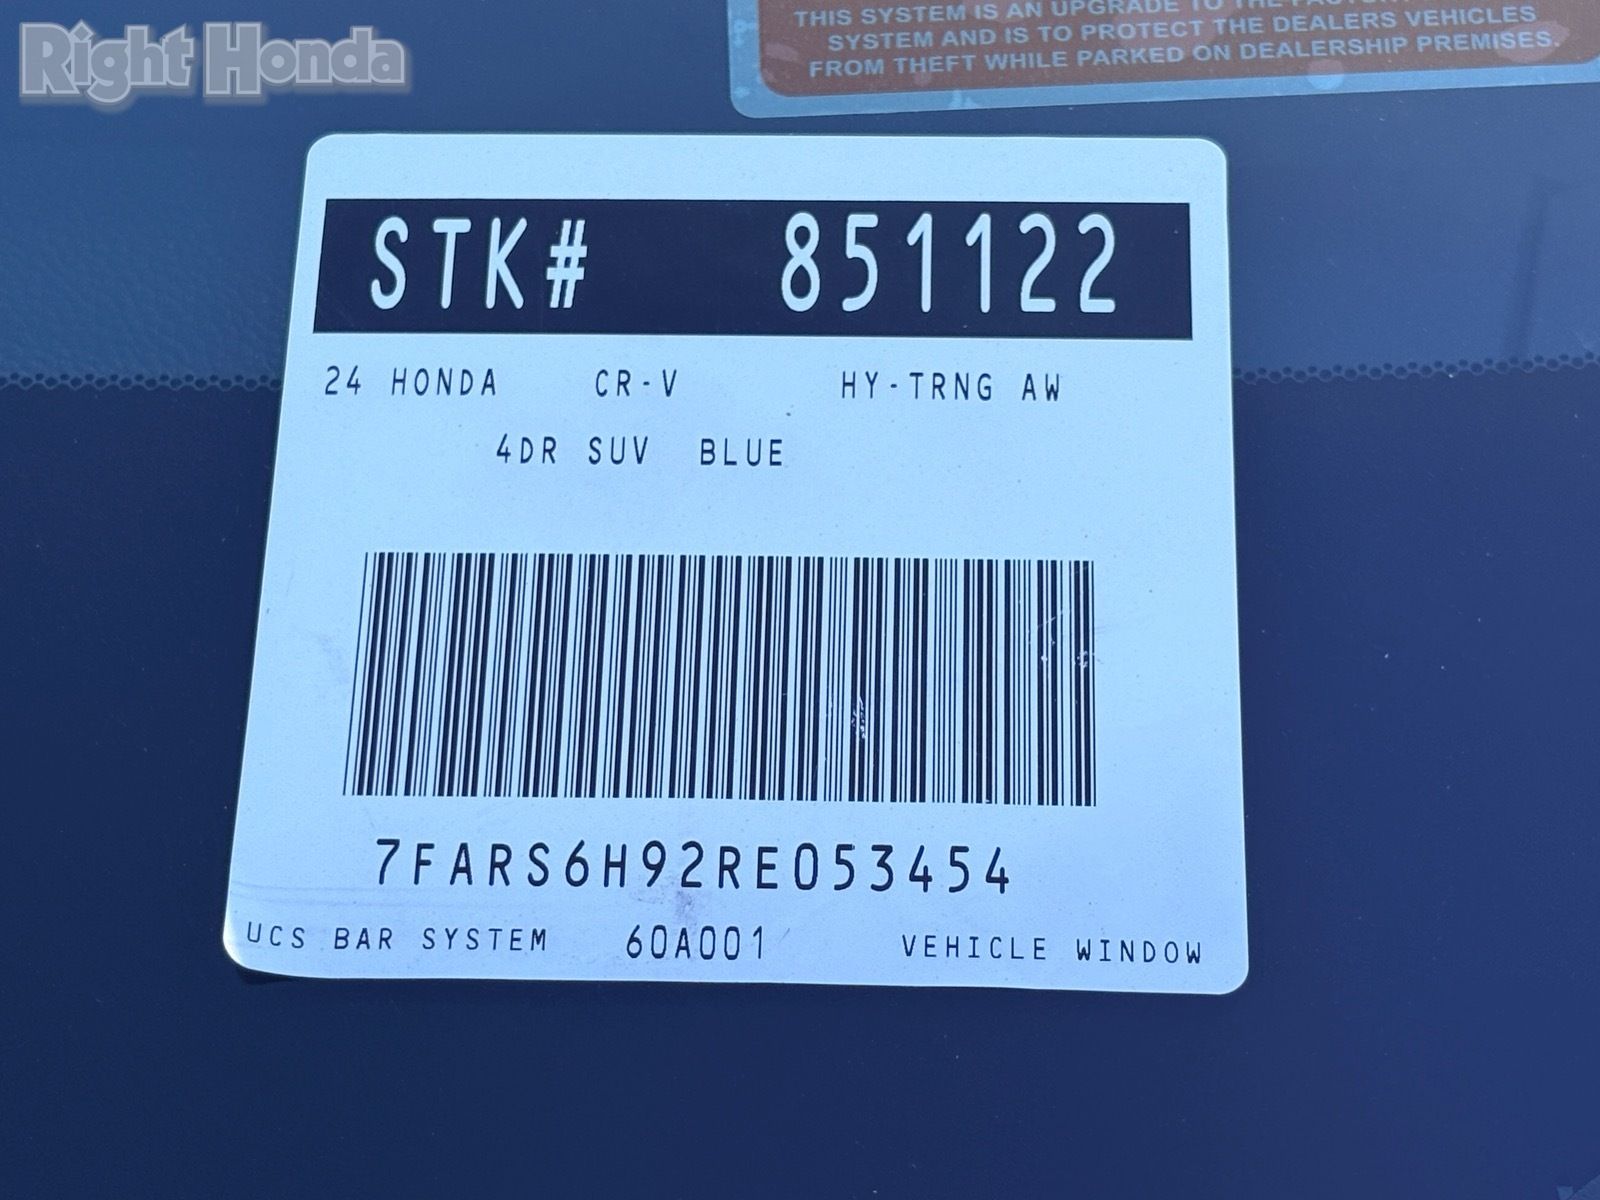 Right Honda
THIS SYSTEM IS AN UPGRADE TO THE
SYSTEM AND IS TO PROTECT THE DEALERS VEHICLES
FROM THEFT WHILE PARKED ON DEALERSHIP PREMISES.
STK# 851122
24 HONDA CR-V HY-TRNG AW
4DR SUV BLUE
7FARS6H92RE053454
UCS BAR SYSTEM 60A001 VEHICLE WINDOW